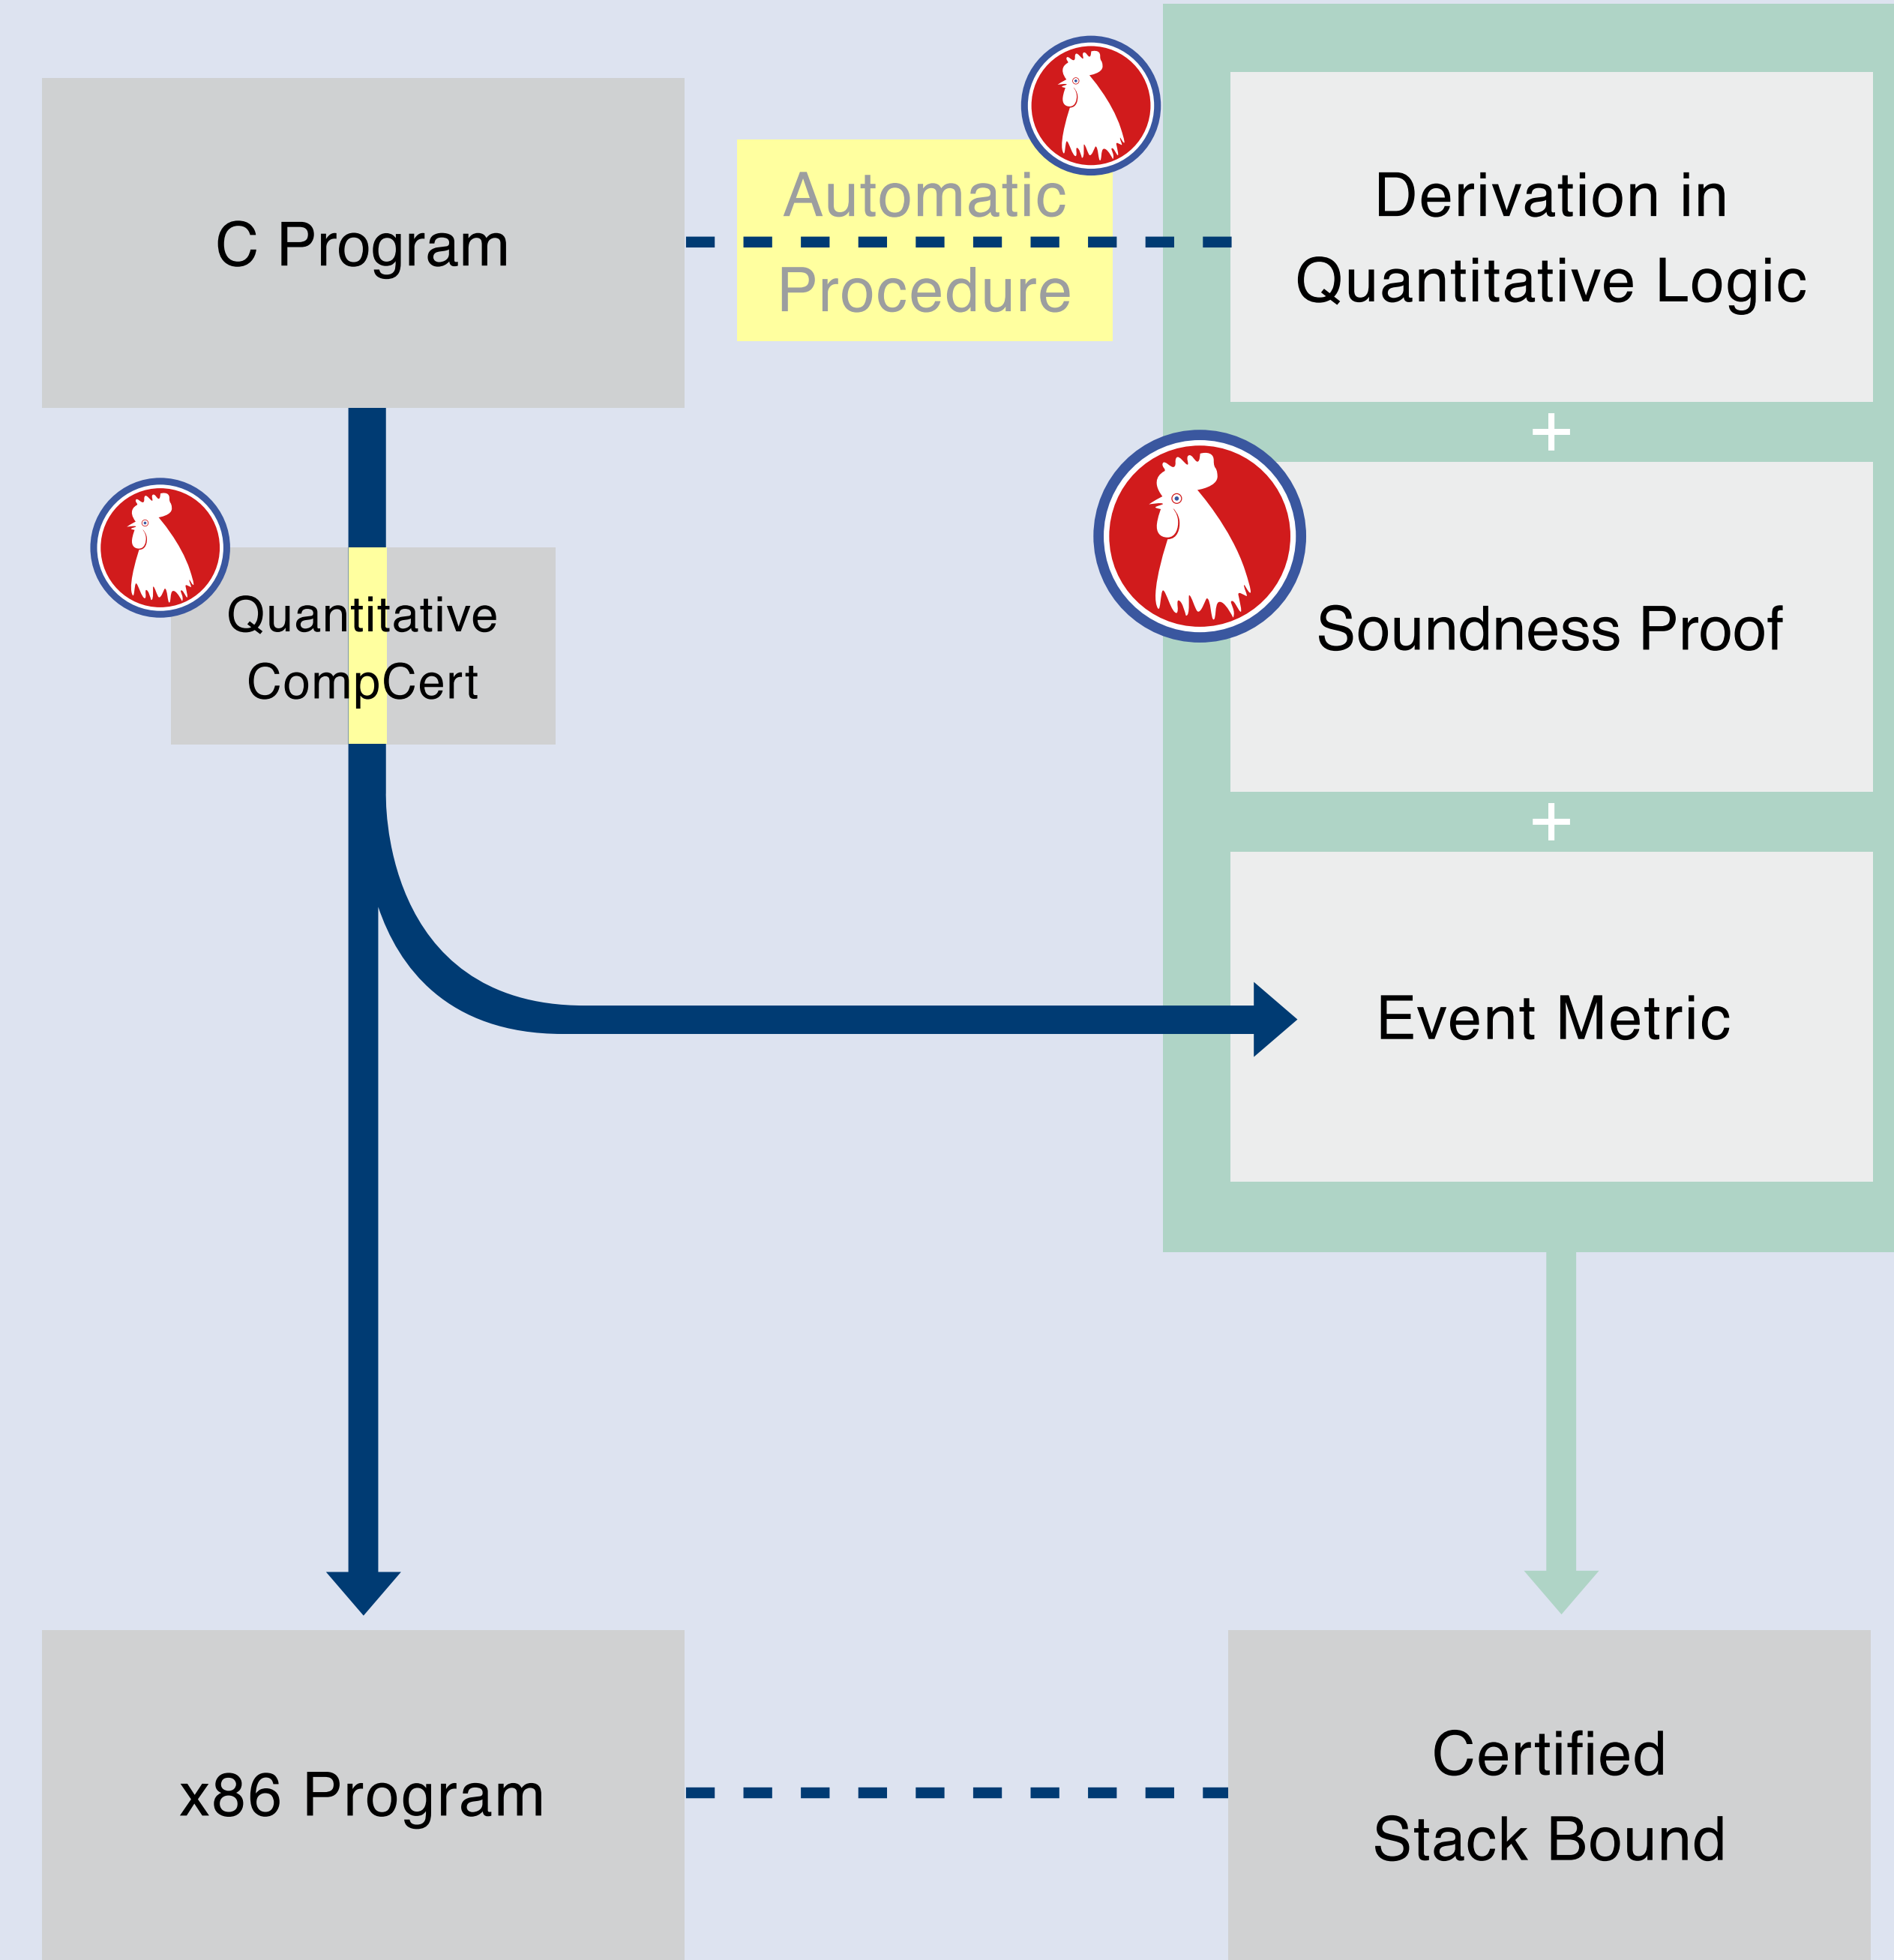 C Program
Automatic
Procedure
Derivation in
Quantitative Logic
+
Quantitative
CompCert
Soundness Proof
+
Event Metric
x86 Program
Certified
Stack Bound